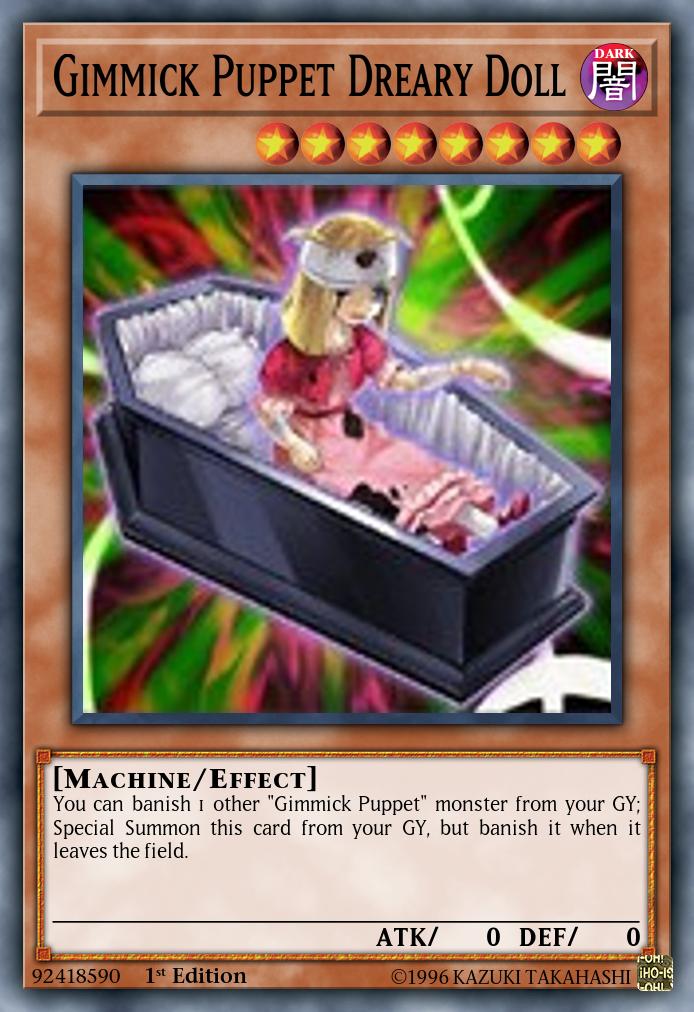 GIMMICK PUPPET DREARY DOLL
DARK
闇
[MACHINE/EFFECT]
You can banish 1 other "Gimmick Puppet" monster from your GY;
Special Summon this card from your GY, but banish it when it
leaves the field.
ATK/ 0 DEF/ 0
92418590 1st Edition ©1996 KAZUKI TAKAHASHI